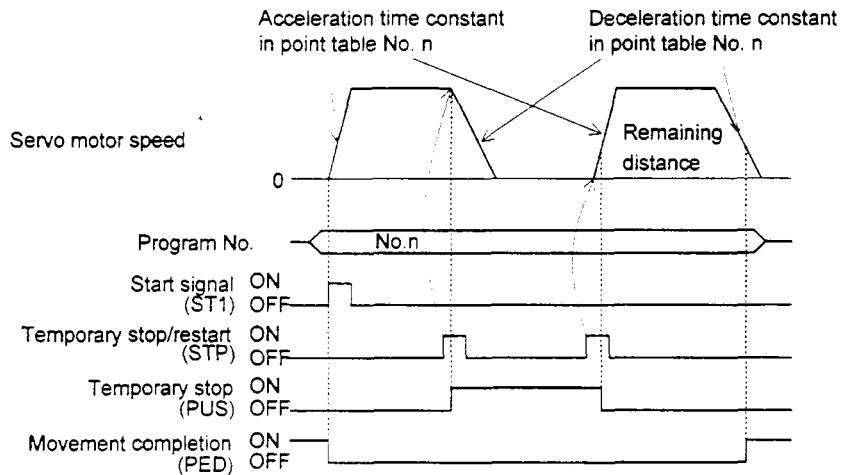 Acceleration time constant
in point table No. n
Deceleration time constant
in point table No. n
Servo motor speed
0
Remaining
distance
Program No.
No.n
Start signal
(ST1)
ON
OFF
Temporary stop/restart
(STP)
ON
OFF
Temporary stop
(PUS)
ON
OFF
Movement completion
(PED)
ON
OFF